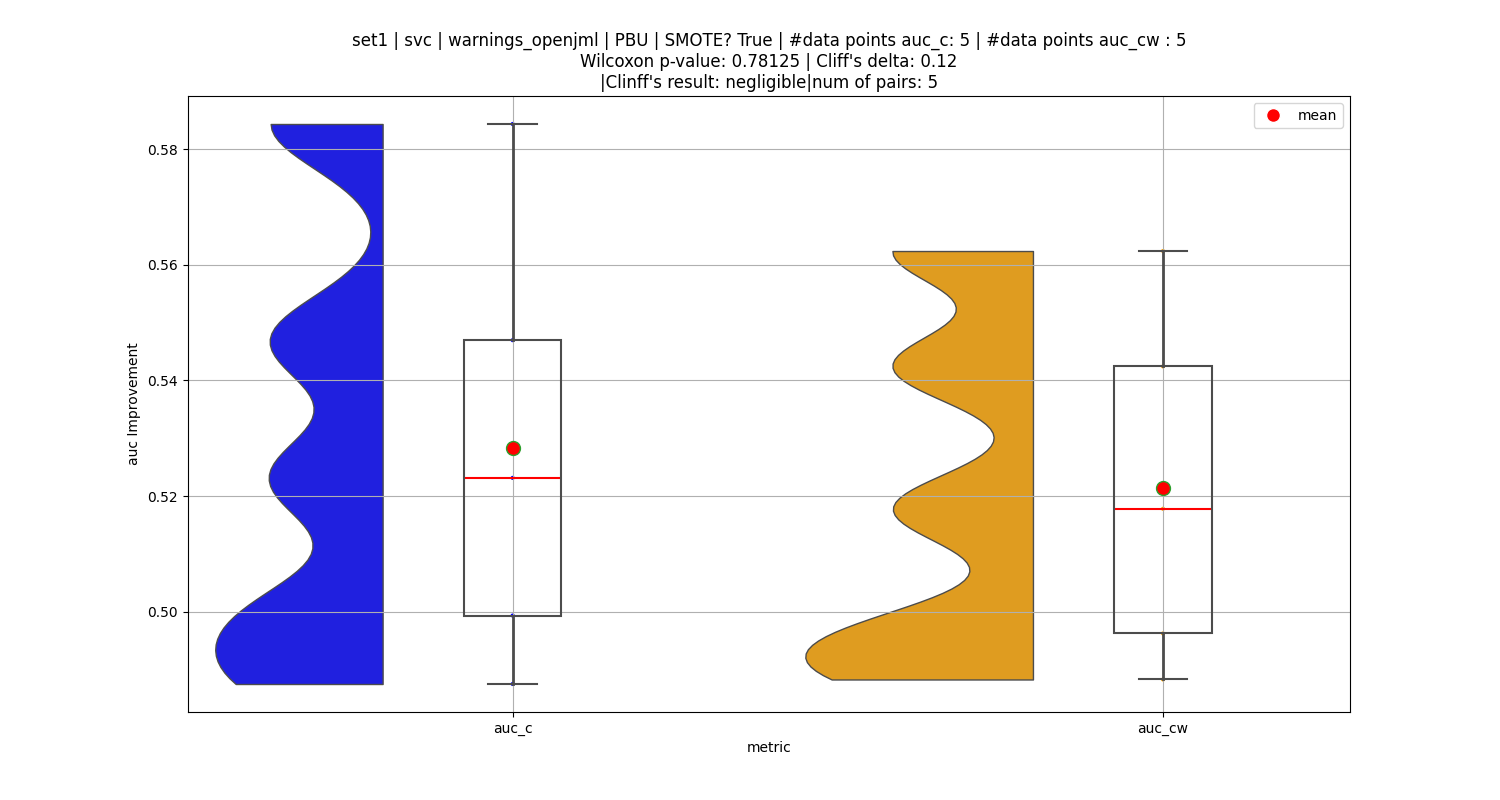 set1 | svc | warnings_openjml | PBU | SMOTE? True | #data points auc_c: 5 | #data points auc_cw : 5
Wilcoxon p-value: 0.78125 | Cliff's delta: 0.12
|Clinff's result: negligible|num of pairs: 5
mean
0.58
0.56
0.54
0.52
0.50
auc Improvement
auc_c
auc_cw
metric